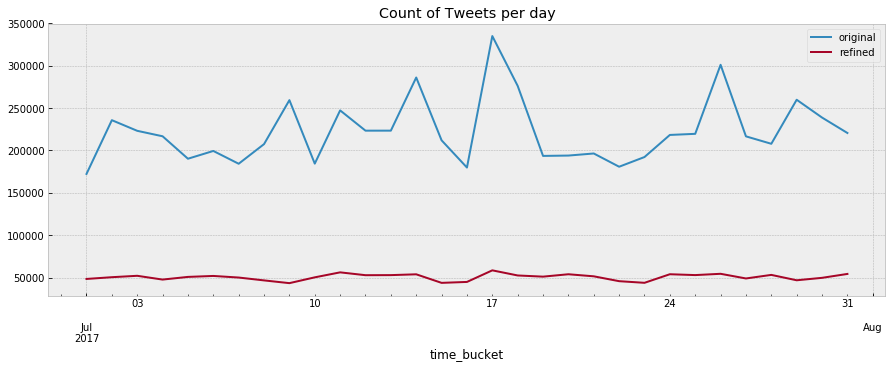 Count of Tweets per day
350000
300000
250000
200000
150000
100000
50000
original
refined
03 10 17 24 31
Jul Aug
2017
time_bucket